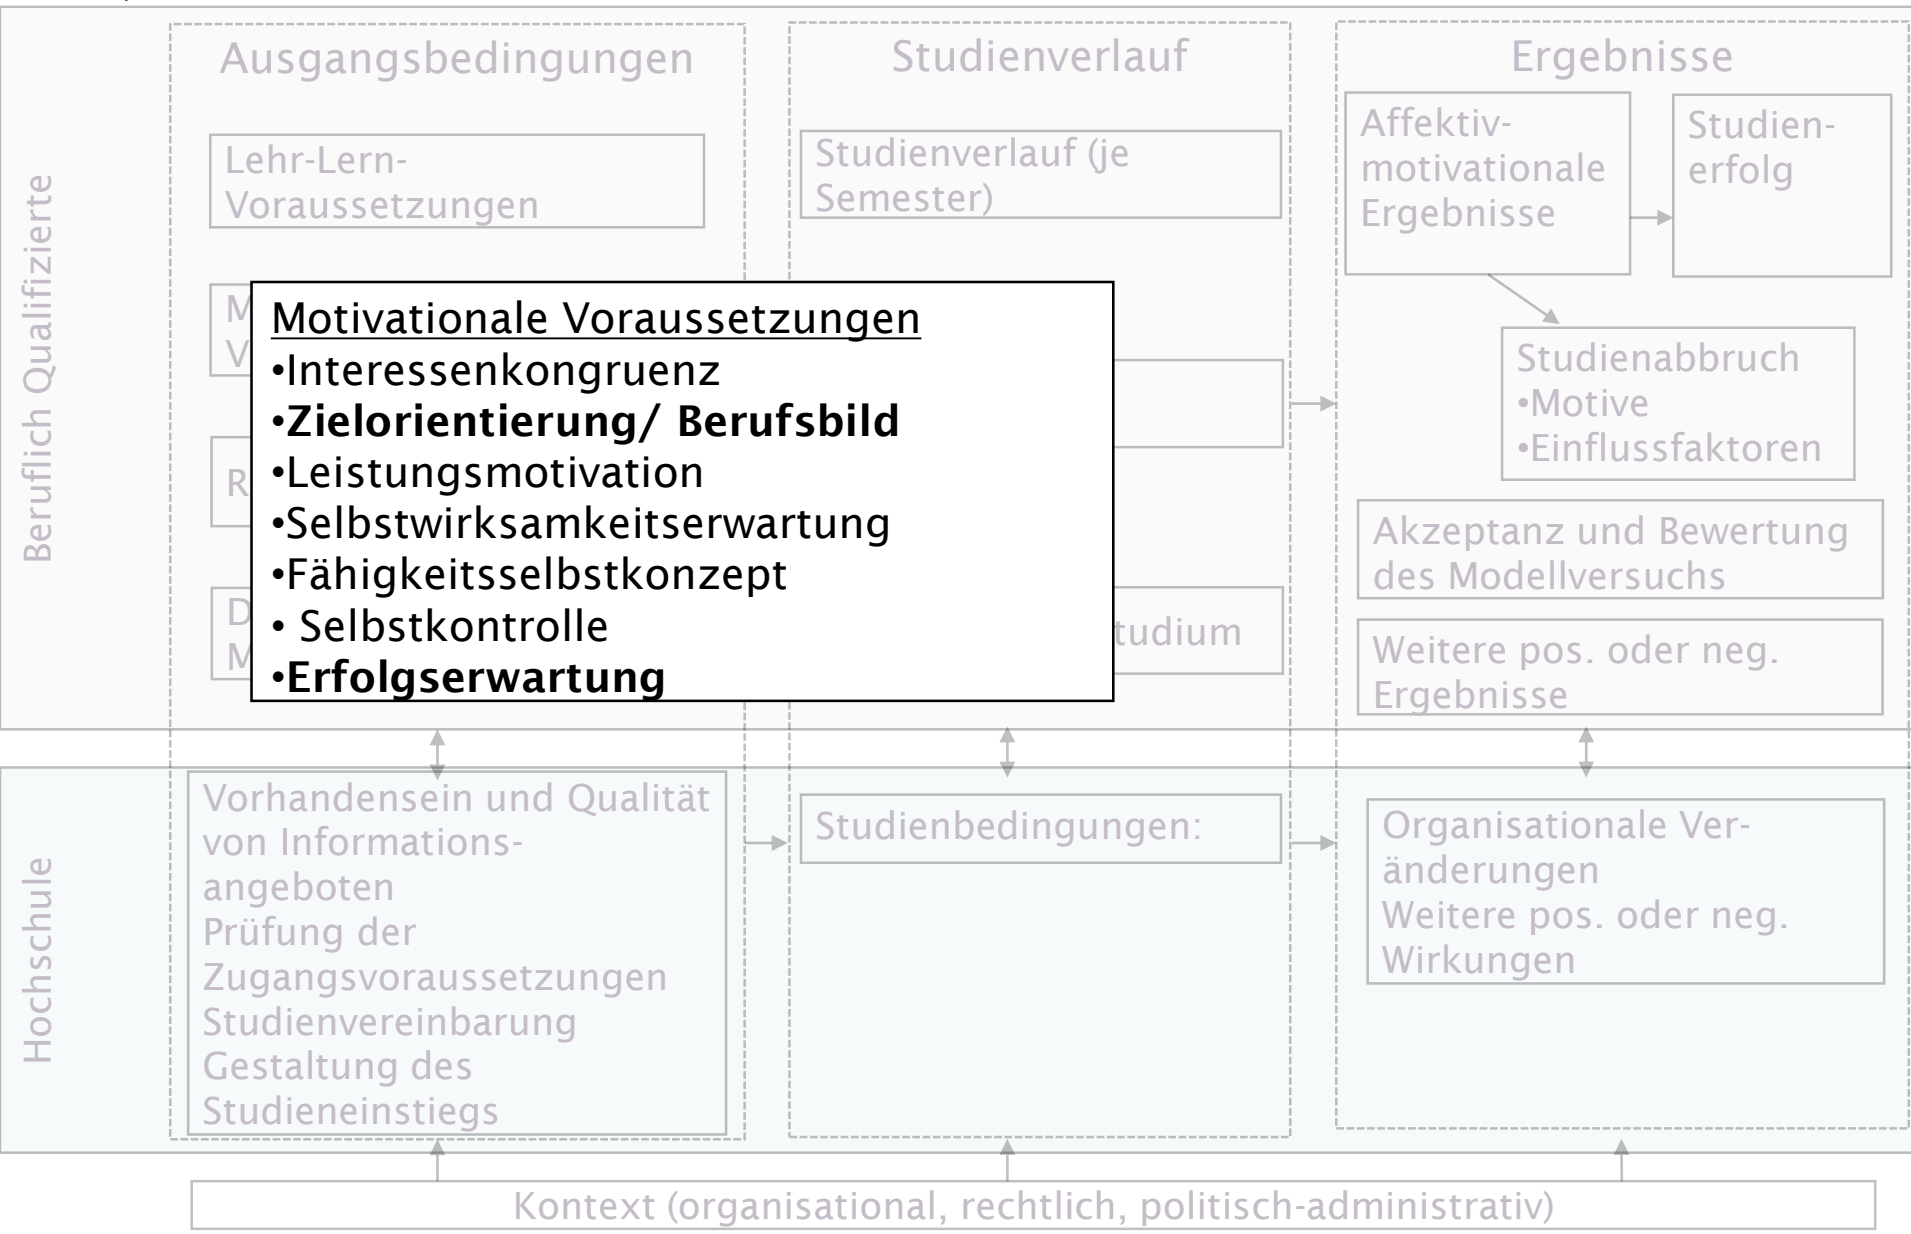 Ausgangsbedingungen
Studienverlauf
Ergebnisse
Beruflich Qualifizierte
Lehr-Lern-
Voraussetzungen
Studienverlauf (je
Semester)
Affektiv-
motivationale
Ergebnisse
Studien-
erfolg
M
V
R
D
M
Motivationale Voraussetzungen
•Interessenkongruenz
•Zielorientierung/ Berufsbild
•Leistungsmotivation
•Selbstwirksamkeitserwartung
•Fähigkeitsselbstkonzept
• Selbstkontrolle
•Erfolgserwartung
tudium
Studienabbruch
•Motive
•Einflussfaktoren
Akzeptanz und Bewertung
des Modellversuchs
Weitere pos. oder neg.
Ergebnisse
Hochschule
Vorhandensein und Qualität
von Informations-
angeboten
Prüfung der
Zugangsvoraussetzungen
Studienvereinbarung
Gestaltung des
Studieneinstiegs
Studienbedingungen:
Organisationale Ver-
änderungen
Weitere pos. oder neg.
Wirkungen
Kontext (organisational, rechtlich, politisch-administrativ)